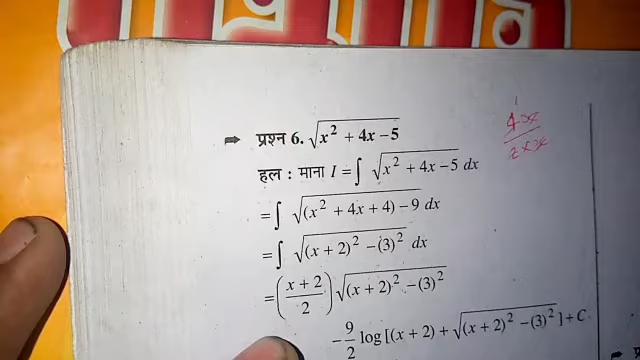 ➠ प्रश्न 6. √(x² + 4x − 5)
हल : माना I = ∫ √(x² + 4x − 5) dx
= ∫ √((x² + 4x + 4) − 9) dx
= ∫ √((x + 2)² − (3)²) dx
= ((x + 2)/2) √((x + 2)² − (3)²)
− 9/2 log [(x + 2) + √((x + 2)² − (3)²)] + C